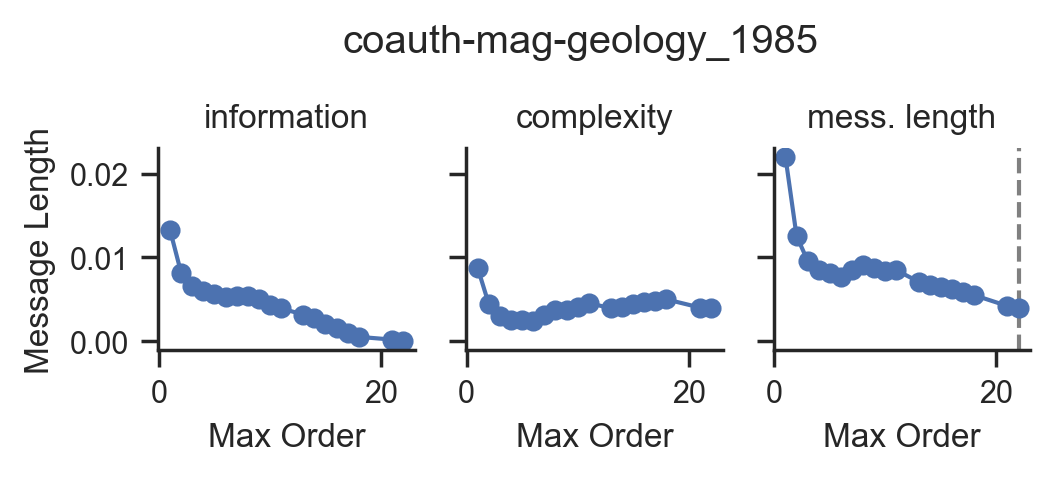 coauth-mag-geology_1985
information complexity mess. length
Message Length
0.02
0.01
0.00
0 20 0 20 0 20
Max Order Max Order Max Order